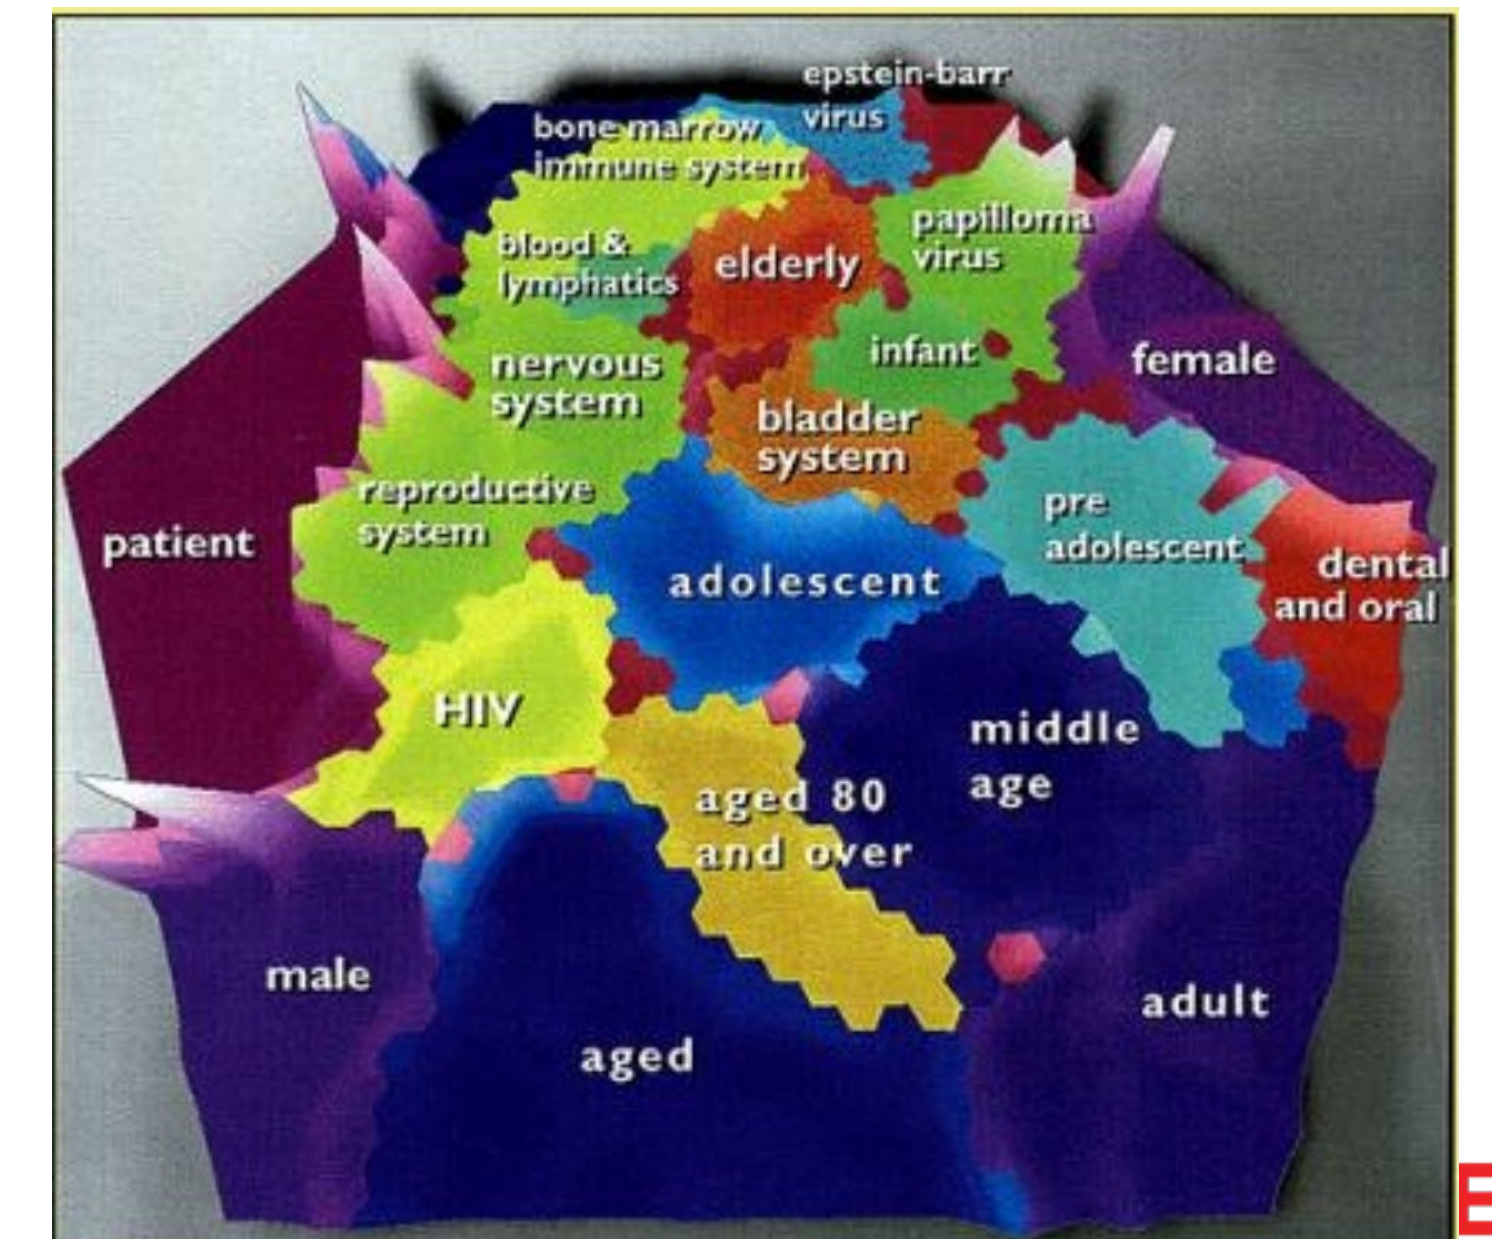 epstein-barr
virus
bone marrow
immune system
papilloma
virus
blood &
lymphatics
elderly
nervous
system
infant
female
bladder
system
reproductive
system
pre
adolescent
patient
adolescent
dental
and oral
HIV
middle
age
aged 80
and over
male
adult
aged
E